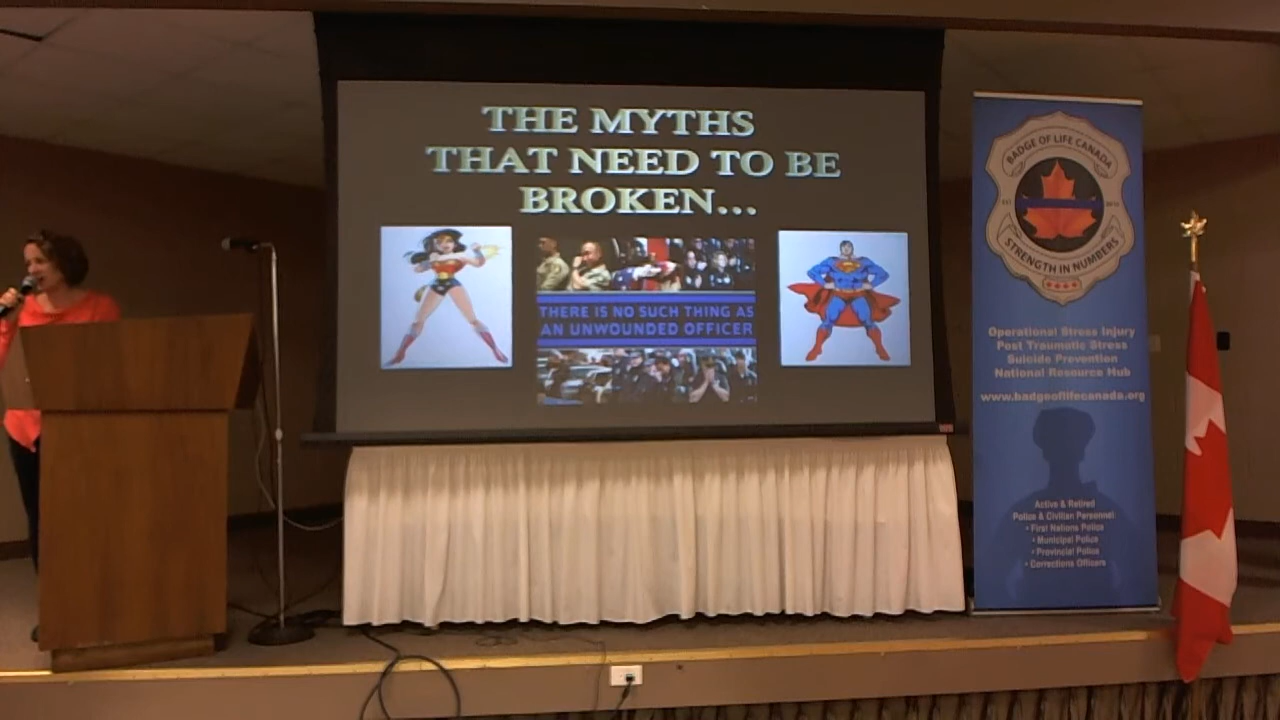 THE MYTHS
THAT NEED TO BE
BROKEN...
THERE IS NO SUCH THING AS
AN UNWOUNDED OFFICER
BADGE OF LIFE CANADA
STRENGTH IN NUMBERS
Operational Stress Injury
Post Traumatic Stress
Suicide Prevention
National Resource Hub
www.badgeoflifecanada.org
Active & Retired
Police & Civilian Personnel:
• First Nations Police
• Municipal Police
• Provincial Police
• Corrections Officers